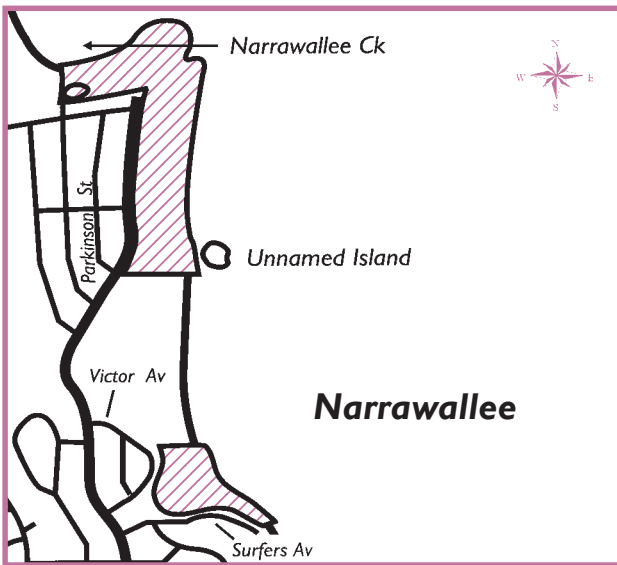 Narrawallee Ck
N
W
E
S
Parkinson St
Unnamed Island
Victor Av
Narrawallee
Surfers Av